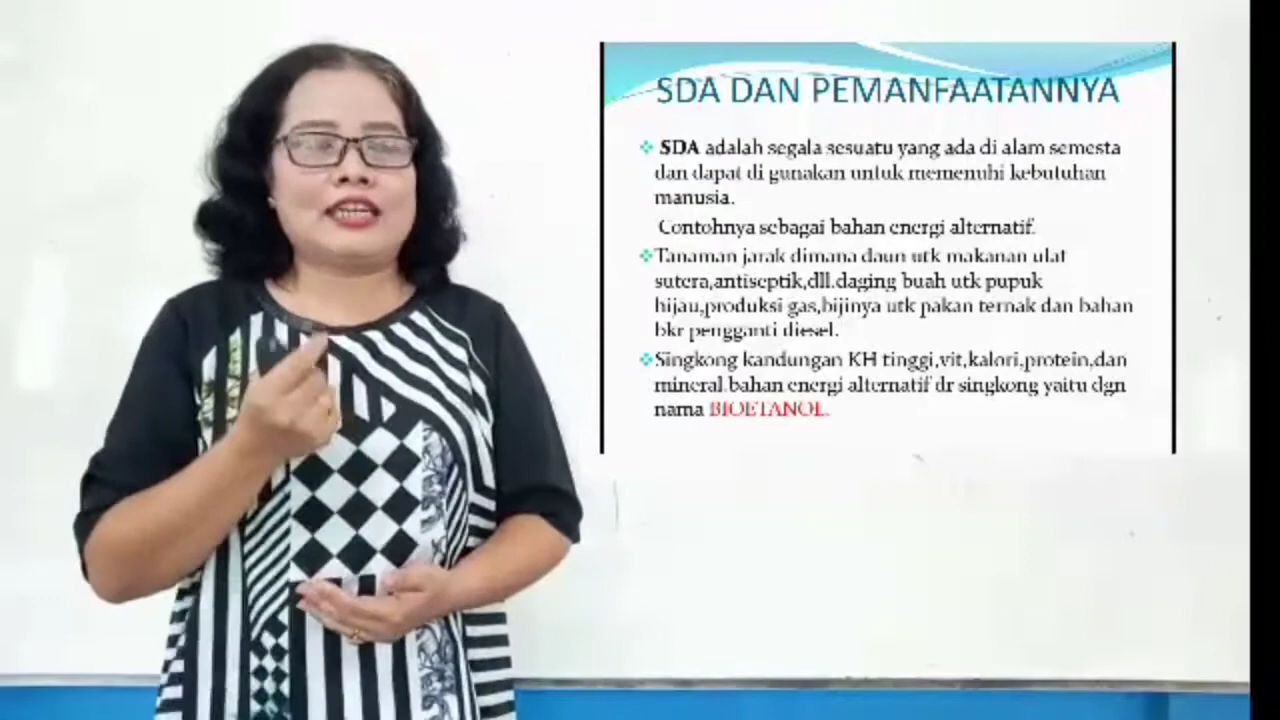 SDA DAN PEMANFAATANNYA
SDA adalah segala sesuatu yang ada di alam semesta
dan dapat di gunakan untuk memenuhi kebutuhan
manusia.
Contohnya sebagai bahan energi alternatif.
Tanaman jarak dimana daun utk makanan ulat
sutera,antiseptik,dll.daging buah utk pupuk
hijau,produksi gas,bijinya utk pakan ternak dan bahan
bkr pengganti diesel.
Singkong kandungan KH tinggi,vit,kalori,protein,dan
mineral.bahan energi alternatif dr singkong yaitu dgn
nama BIOETANOL.